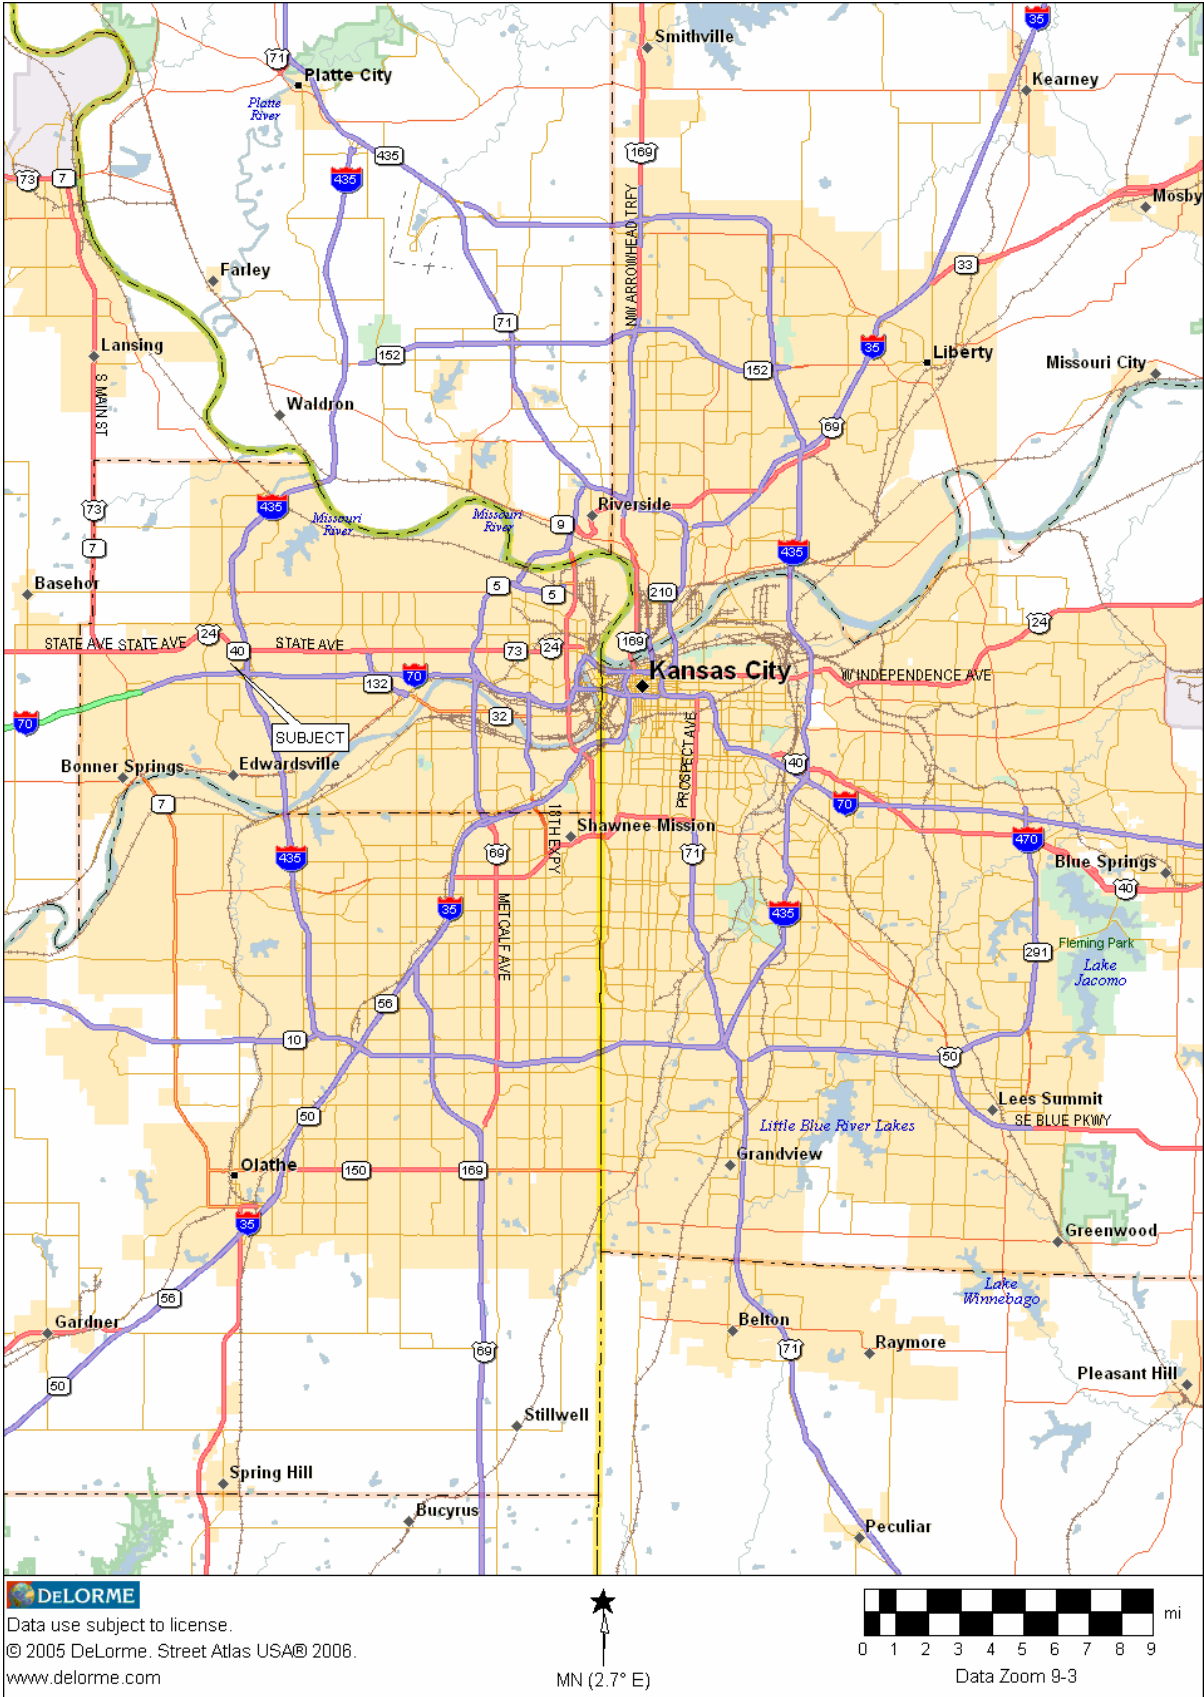 35
Smithville
71
Platte City
Kearney
Platte
River
435
169
435
73
7
Mosby
NW ARROWHEAD TRFY
33
Farley
71
Lansing
152
35
Liberty
152
Missouri City
S MAIN ST
Waldron
69
73
435
Missouri
River
Missouri
River
Riverside
9
7
435
Basehor
5
5
210
24
STATE AVE STATE AVE
STATE AVE
40
73
24
169
24
Kansas City
W INDEPENDENCE AVE
70
132
70
32
SUBJECT
PROSPECT AVE
Bonner Springs
Edwardsville
40
7
70
18TH EXPY
Shawnee Mission
435
69
71
470
Blue Springs
40
35
METCALF AVE
435
Fleming Park
291
Lake
Jacomo
56
10
50
50
Lees Summit
SE BLUE PKWY
Little Blue River Lakes
Grandview
Olathe
150
169
35
Greenwood
Lake
Winnebago
56
Gardner
Belton
Raymore
69
71
Pleasant Hill
50
Stillwell
Spring Hill
Bucyrus
Peculiar
DELORME
Data use subject to license.
© 2005 DeLorme. Street Atlas USA® 2006.
www.delorme.com
MN (2.7° E)
mi
0 1 2 3 4 5 6 7 8 9
Data Zoom 9-3